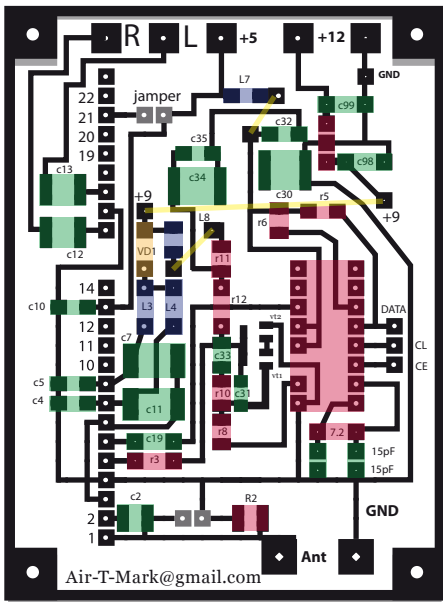 R L +5 +12
L7
GND
22 jamper
21
20
19
c99
c32
c35
c98
c13
c34
c30
r5
+9
+9
r6
L8
c12
VD1
r11
14
c10
L3 L4
r12
DATA
12
c7
vt2
11
c33
CL
10
vt1
CE
c5
r10 c31
c4
c11
r8
7.2
c19
15pF
r3
15pF
c2
R2
2
GND
1
Ant
Air-T-Mark@gmail.com